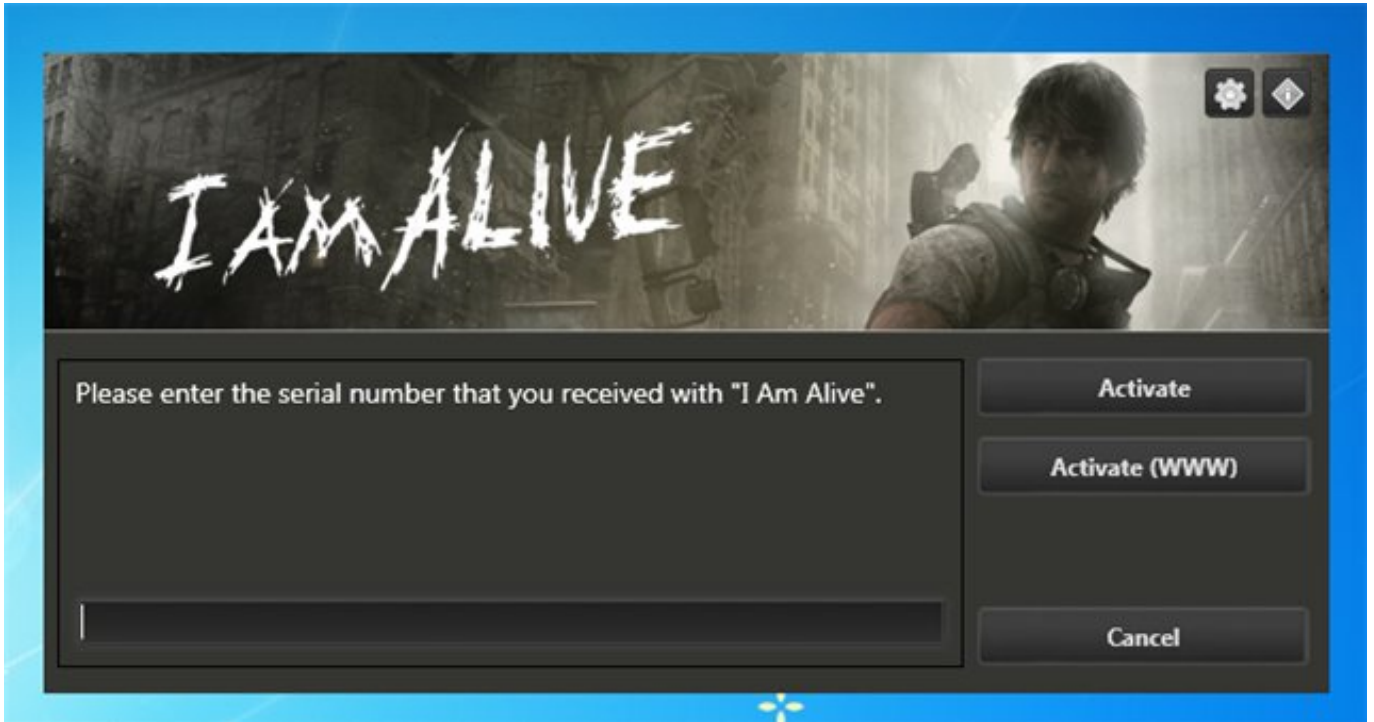 I AM ALIVE
Please enter the serial number that you received with "I Am Alive".
Activate
Activate (WWW)
Cancel